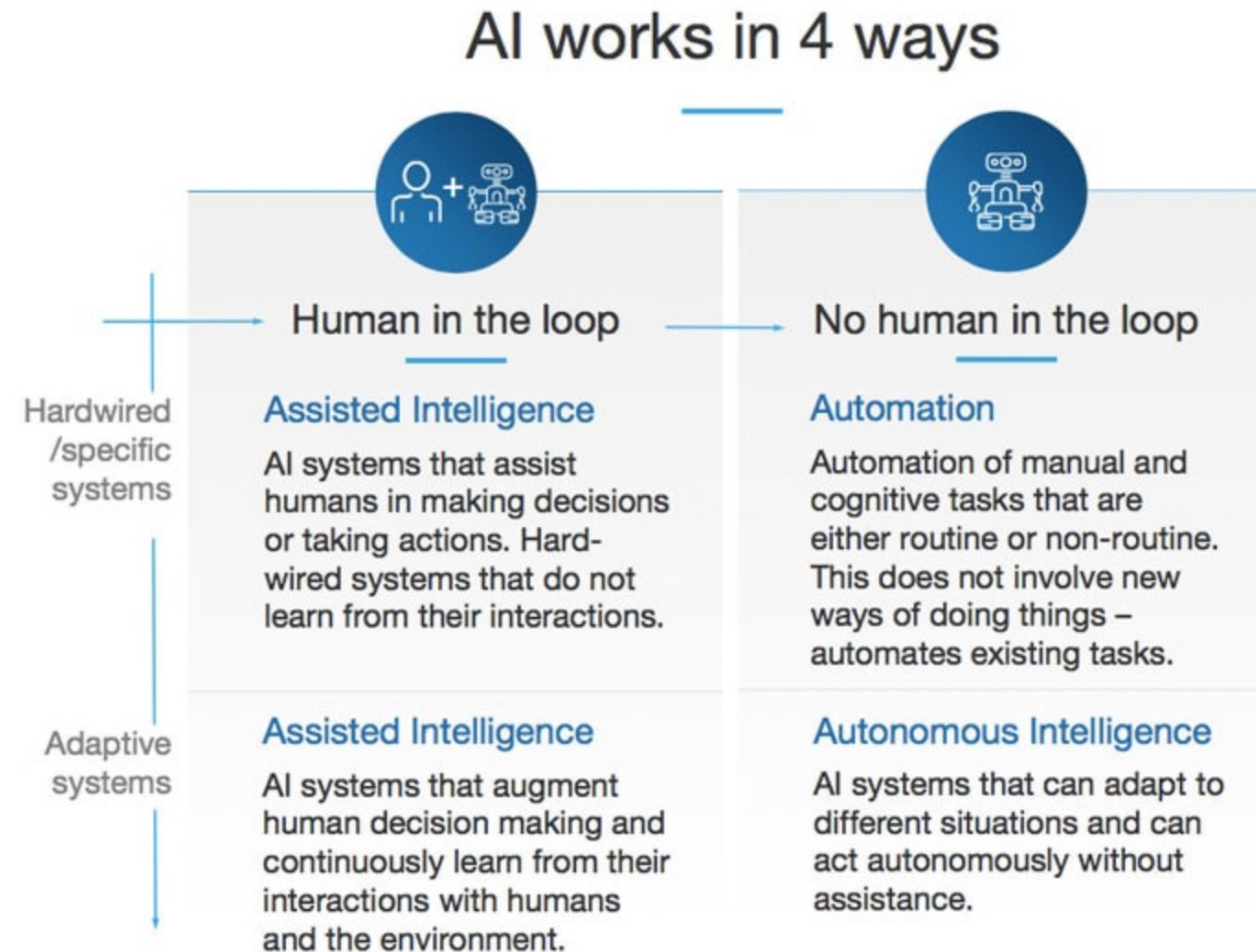 AI works in 4 ways
Human in the loop
No human in the loop
Hardwired
/specific
systems
Assisted Intelligence
AI systems that assist
humans in making decisions
or taking actions. Hard-
wired systems that do not
learn from their interactions.
Automation
Automation of manual and
cognitive tasks that are
either routine or non-routine.
This does not involve new
ways of doing things –
automates existing tasks.
Adaptive
systems
Assisted Intelligence
AI systems that augment
human decision making and
continuously learn from their
interactions with humans
and the environment.
Autonomous Intelligence
AI systems that can adapt to
different situations and can
act autonomously without
assistance.